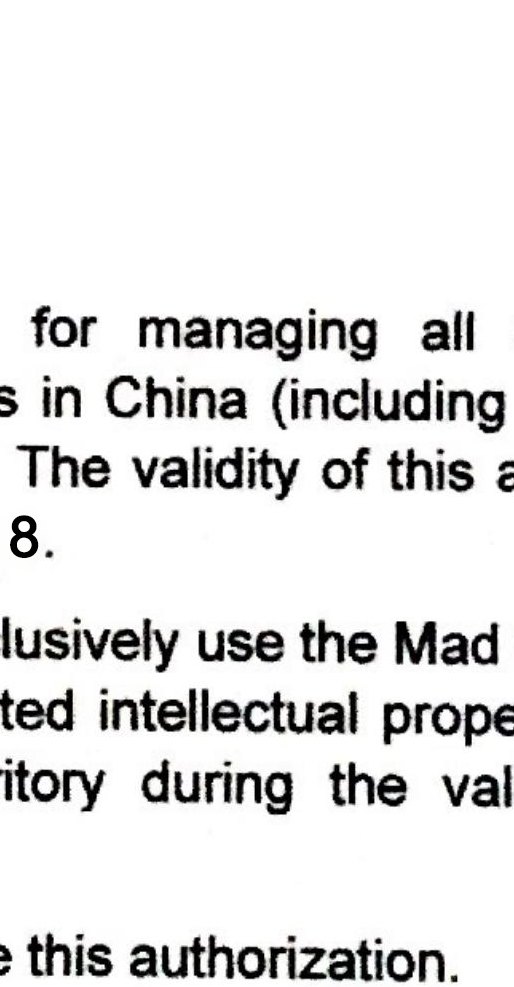 for managing all
s in China (including
The validity of this a
8.
lusively use the Mad
ted intellectual prope
ritory during the val
e this authorization.